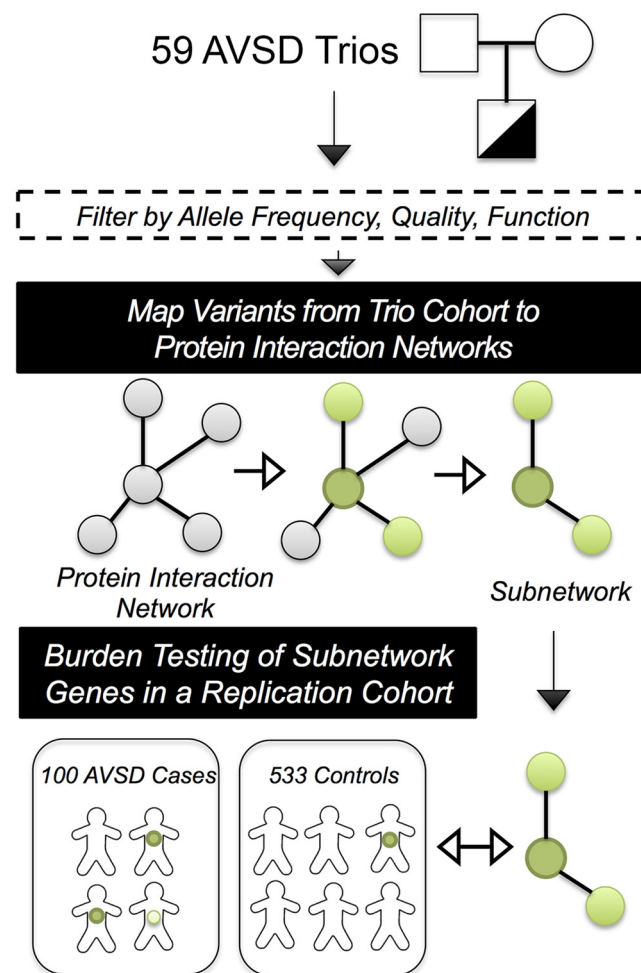 59 AVSD Trios
Filter by Allele Frequency, Quality, Function
Map Variants from Trio Cohort to
Protein Interaction Networks
Protein Interaction
Network
Subnetwork
Burden Testing of Subnetwork
Genes in a Replication Cohort
100 AVSD Cases
533 Controls